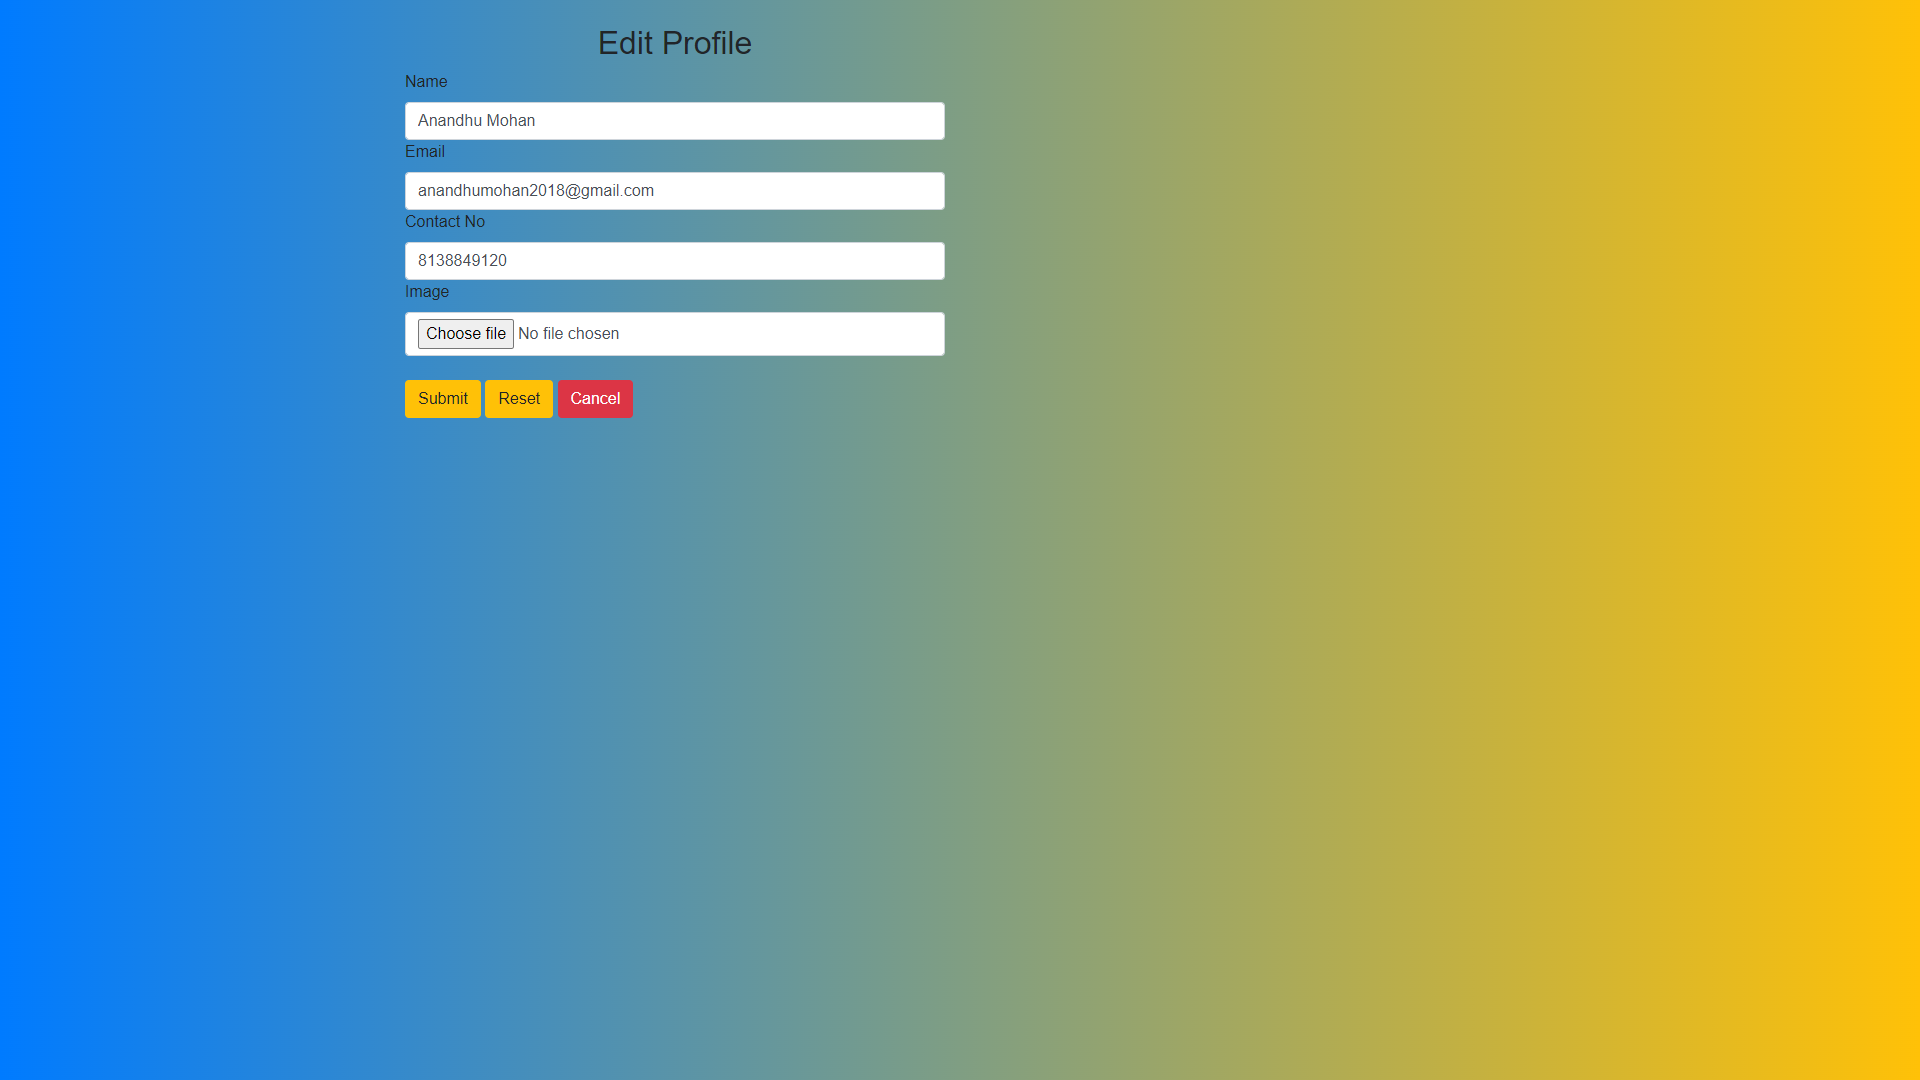 Edit Profile
Name
Anandhu Mohan
Email
anandhumohan2018@gmail.com
Contact No
8138849120
Image
Choose file No file chosen
Submit Reset Cancel